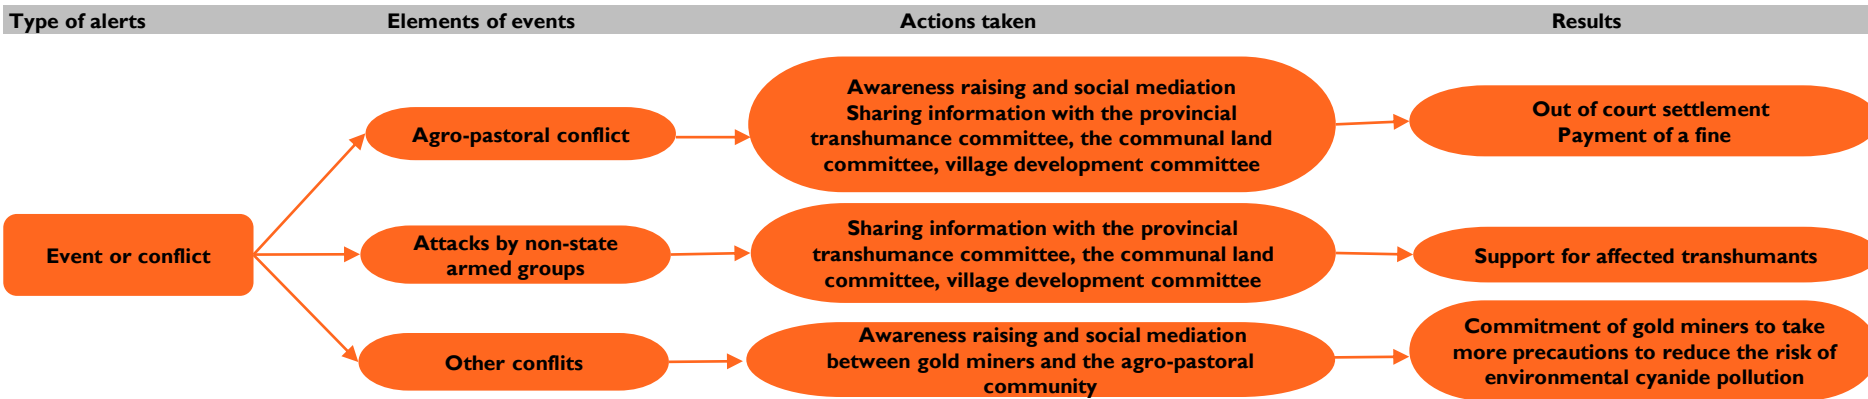 Type of alerts
Elements of events
Actions taken
Results
Event or conflict
Agro-pastoral conflict
Awareness raising and social mediation
Sharing information with the provincial
transhumance committee, the communal land
committee, village development committee
Out of court settlement
Payment of a fine
Attacks by non-state
armed groups
Sharing information with the provincial
transhumance committee, the communal land
committee, village development committee
Support for affected transhumants
Other conflits
Awareness raising and social mediation
between gold miners and the agro-pastoral
community
Commitment of gold miners to take
more precautions to reduce the risk of
environmental cyanide pollution